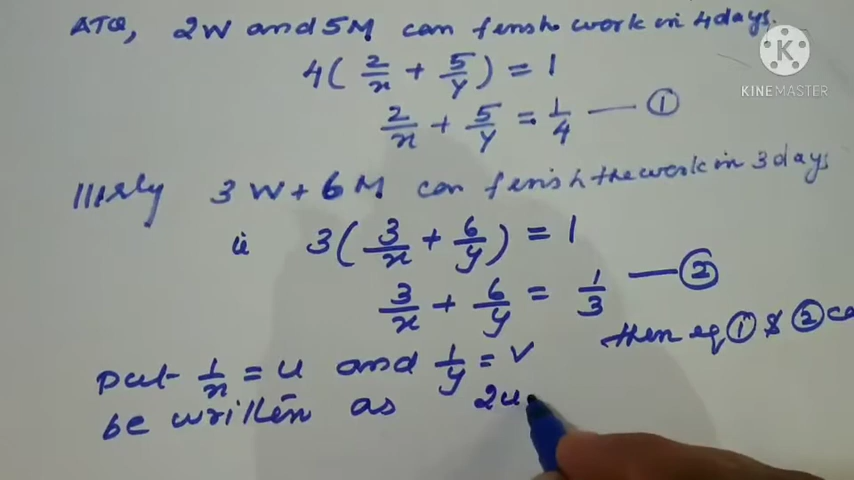 ATQ, 2W and 5M can finish work in 4 days.
4(2/x + 5/y) = 1
2/x + 5/y = 1/4 — ①
IIIrly 3W + 6M can finish the work in 3 days
ie 3(3/x + 6/y) = 1
3/x + 6/y = 1/3 — ②
put 1/x = u and 1/y = v then eq ① & ② ca
be written as 2u
KINEMASTER